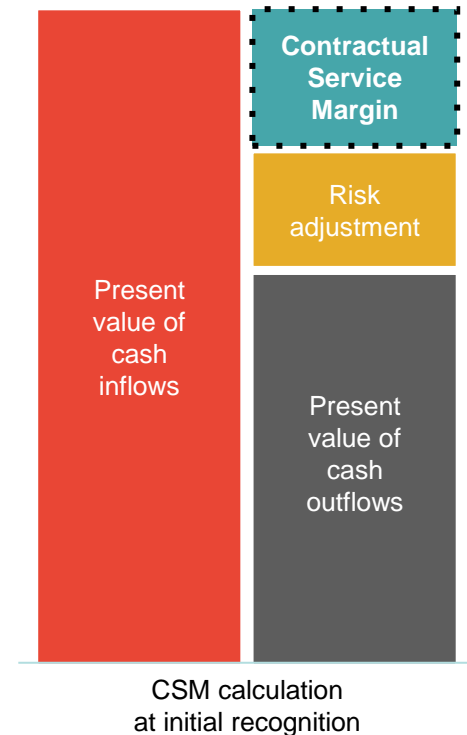 Contractual
Service
Margin
Risk
adjustment
Present
value of
cash
inflows
Present
value of
cash
outflows
CSM calculation
at initial recognition